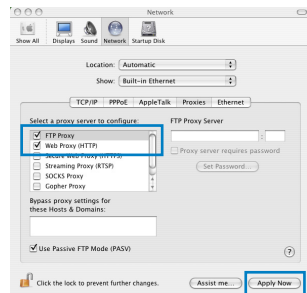 Network
Show All Displays Sound Network Startup Disk
Location: Automatic
Show: Built-in Ethernet
TCP/IP PPPoE AppleTalk Proxies Ethernet
Select a proxy server to configure:
FTP Proxy Server
FTP Proxy
Web Proxy (HTTP)
Secure Web Proxy (HTTPS)
Streaming Proxy (RTSP)
SOCKS Proxy
Gopher Proxy
:
Proxy server requires password
Set Password...
Bypass proxy settings for
these Hosts & Domains:
Use Passive FTP Mode (PASV)
?
Click the lock to prevent further changes.
Assist me...
Apply Now